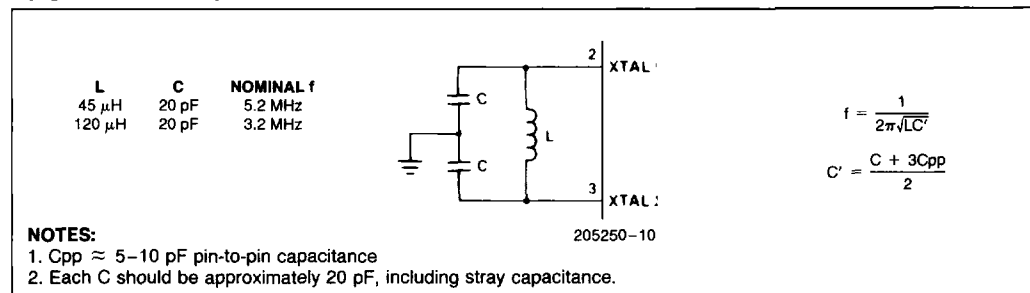 L C NOMINAL f
45 μH 20 pF 5.2 MHz
120 μH 20 pF 3.2 MHz
2
XTAL
C
L
C
3
XTAL
205250-10
f = 1 / 2π√LC'
C' = C + 3Cpp / 2
NOTES:
1. Cpp ≈ 5–10 pF pin-to-pin capacitance
2. Each C should be approximately 20 pF, including stray capacitance.